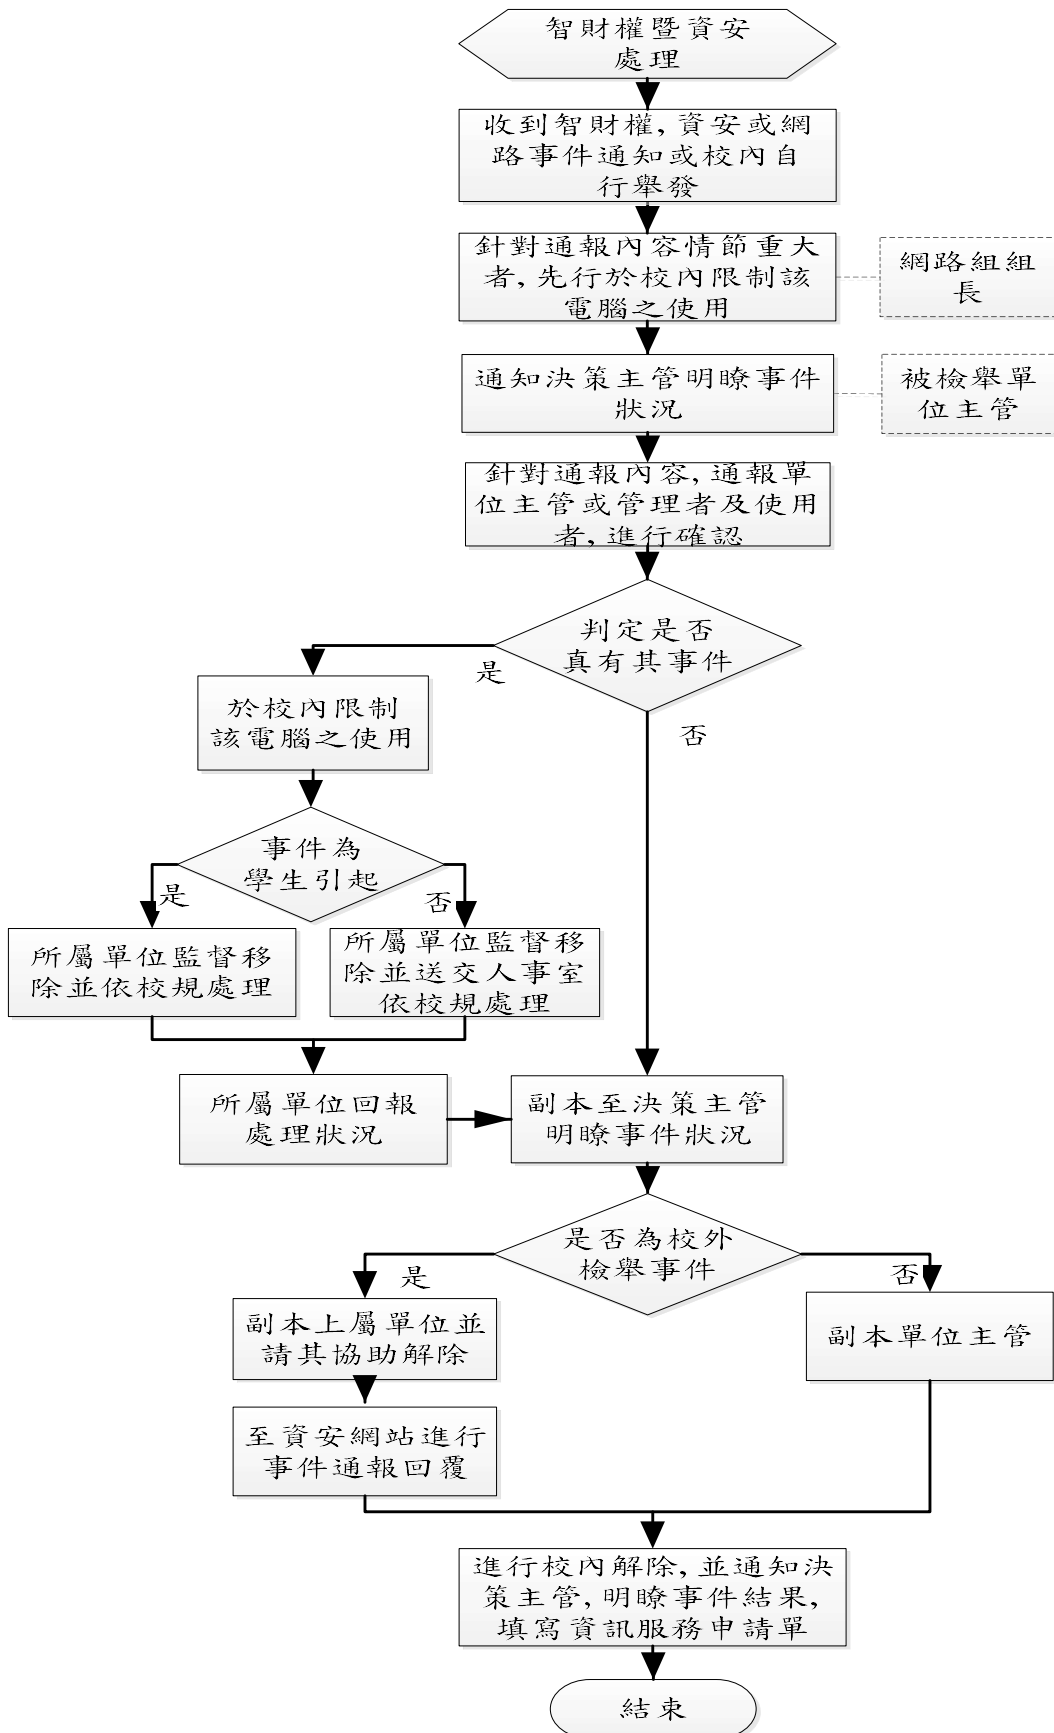 智財權暨資安
處理
收到智財權,資安或網
路事件通知或校內自
行舉發
針對通報內容情節重大
者,先行於校內限制該
電腦之使用
網路組組
長
通知決策主管明瞭事件
狀況
被檢舉單
位主管
針對通報內容,通報單
位主管或管理者及使用
者,進行確認
判定是否
真有其事件
是
否
於校內限制
該電腦之使用
事件為
學生引起
是
否
所屬單位監督移
除並依校規處理
所屬單位監督移
除並送交人事室
依校規處理
所屬單位回報
處理狀況
副本至決策主管
明瞭事件狀況
是否為校外
檢舉事件
是
否
副本上屬單位並
請其協助解除
副本單位主管
至資安網站進行
事件通報回覆
進行校內解除,並通知決
策主管,明瞭事件結果,
填寫資訊服務申請單
結束